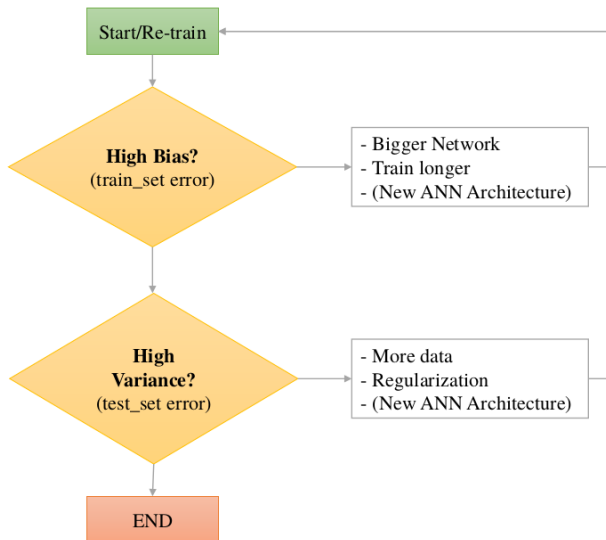 Start/Re-train
High Bias?
(train_set error)
- Bigger Network
- Train longer
- (New ANN Architecture)
High
Variance?
(test_set error)
- More data
- Regularization
- (New ANN Architecture)
END